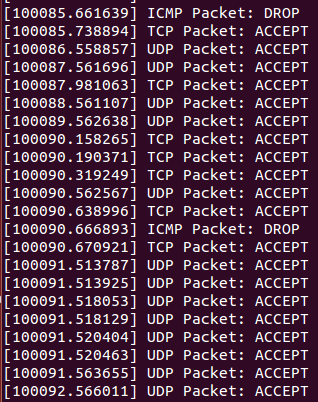 [100085.661639] ICMP Packet: DROP
[100085.738894] TCP Packet: ACCEPT
[100086.558857] UDP Packet: ACCEPT
[100087.561696] UDP Packet: ACCEPT
[100087.981063] TCP Packet: ACCEPT
[100088.561107] UDP Packet: ACCEPT
[100089.562638] UDP Packet: ACCEPT
[100090.158265] TCP Packet: ACCEPT
[100090.190371] TCP Packet: ACCEPT
[100090.319249] TCP Packet: ACCEPT
[100090.562567] UDP Packet: ACCEPT
[100090.638996] TCP Packet: ACCEPT
[100090.666893] ICMP Packet: DROP
[100090.670921] TCP Packet: ACCEPT
[100091.513787] UDP Packet: ACCEPT
[100091.513925] UDP Packet: ACCEPT
[100091.518053] UDP Packet: ACCEPT
[100091.518129] UDP Packet: ACCEPT
[100091.520404] UDP Packet: ACCEPT
[100091.520463] UDP Packet: ACCEPT
[100091.563655] UDP Packet: ACCEPT
[100092.566011] UDP Packet: ACCEPT